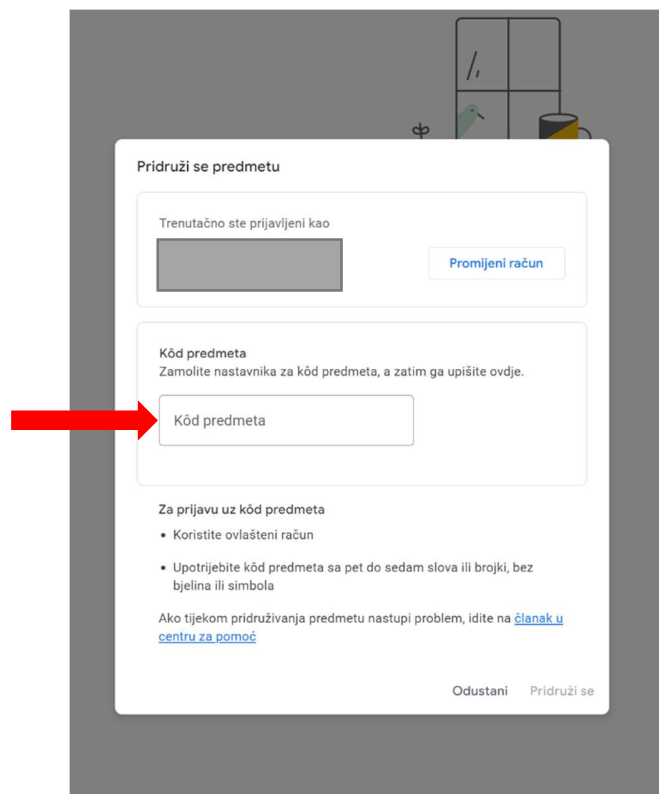 Pridruži se predmetu
Trenutačno ste prijavljeni kao
Promijeni račun
Kôd predmeta
Zamolite nastavnika za kôd predmeta, a zatim ga upišite ovdje.
Kôd predmeta
Za prijavu uz kôd predmeta
• Koristite ovlašteni račun
• Upotrijebite kôd predmeta sa pet do sedam slova ili brojki, bez
bjelina ili simbola
Ako tijekom pridruživanja predmetu nastupi problem, idite na članak u
centru za pomoć
Odustani Pridruži se